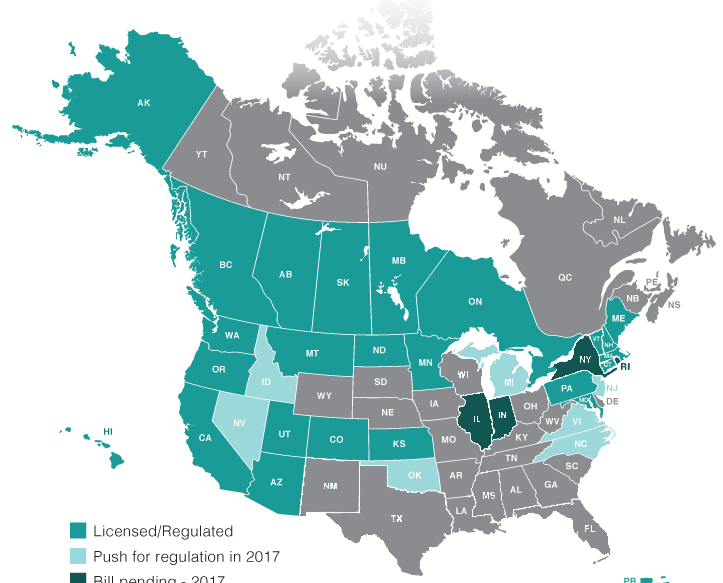 AK
YT
NT
NU
NL
BC
AB
SK
MB
ON
QC
PE
NB
NS
ME
WA
OR
ID
MT
ND
MN
WI
MI
NY
VT
NH
MA
CT
RI
PA
NJ
DE
MD
SD
WY
NE
IA
IL
IN
OH
WV
VI
NV
CA
UT
CO
KS
MO
KY
NC
HI
AZ
NM
OK
AR
TN
SC
TX
LA
MS
AL
GA
FL
Licensed/Regulated
Push for regulation in 2017
Bill pending - 2017
PR